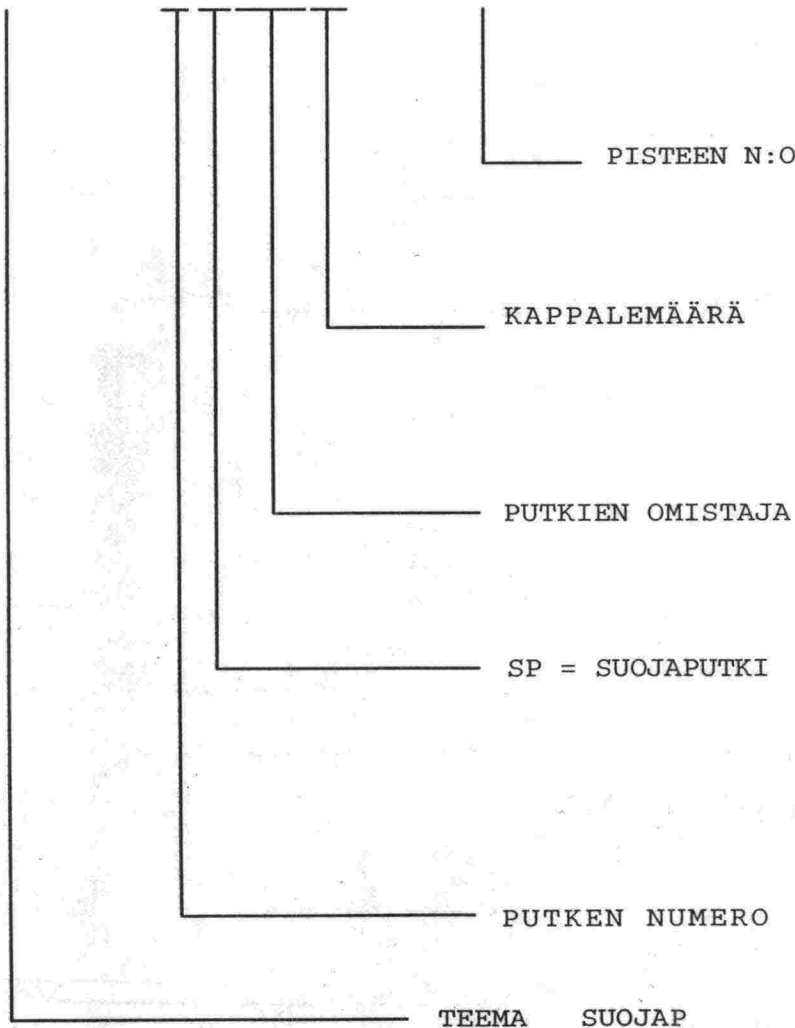 PISTEEN N:O
KAPPALEMÄÄRÄ
PUTKIEN OMISTAJA
SP = SUOJAPUTKI
PUTKEN NUMERO
TEEMA SUOJAP